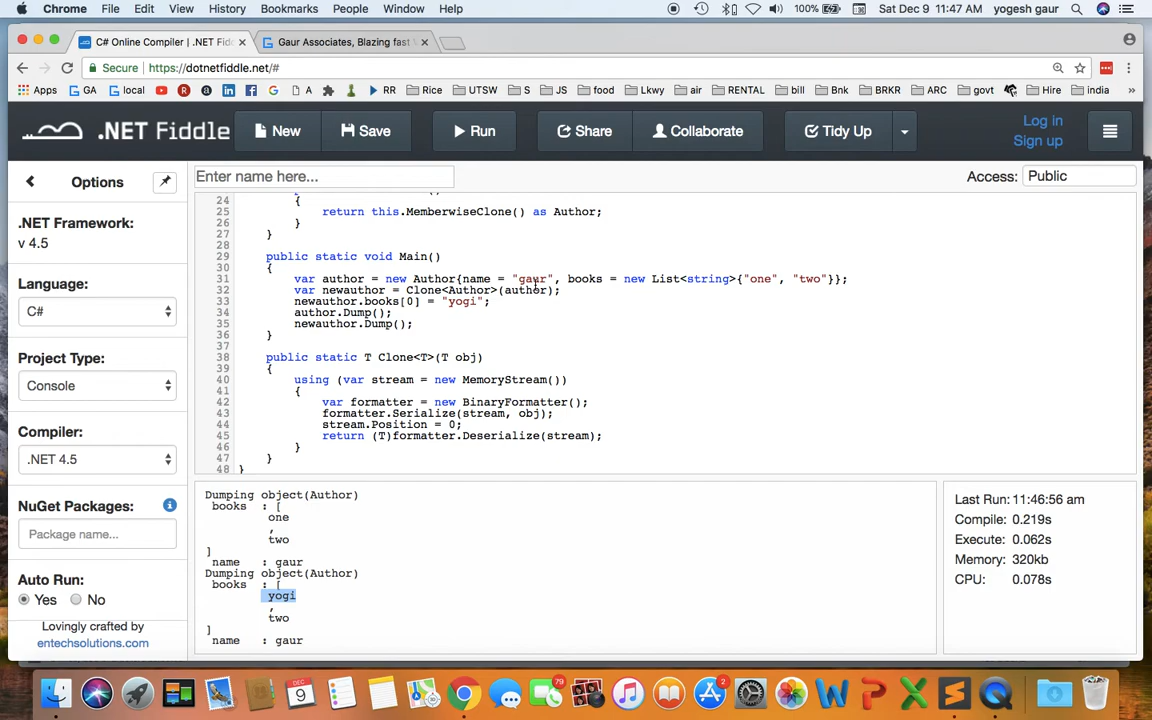 Chrome File Edit View History Bookmarks People Window Help 100% Sat Dec 9 11:47 AM yogesh gaur
C# Online Compiler | .NET Fid Gaur Associates, Blazing fast
Secure | https://dotnetfiddle.net/#
Apps GA local A RR Rice UTSW S JS food Lkwy air RENTAL bill Bnk BRKR ARC govt Hire india »
.NET Fiddle New Save Run Share Collaborate Tidy Up Log in
Sign up
Options Enter name here... Access: Public
.NET Framework:
v 4.5
Language:
C#
Project Type:
Console
Compiler:
.NET 4.5
NuGet Packages:
Package name...
Auto Run:
Yes No
Lovingly crafted by
entechsolutions.com
24 {
25 return this.MemberwiseClone() as Author;
26 }
27 }
28
29 public static void Main()
30 {
31 var author = new Author{name = "gaur", books = new List<string>{"one", "two"}};
32 var newauthor = Clone<Author>(author);
33 newauthor.books[0] = "yogi";
34 author.Dump();
35 newauthor.Dump();
36 }
37
38 public static T Clone<T>(T obj)
39 {
40 using (var stream = new MemoryStream())
41 {
42 var formatter = new BinaryFormatter();
43 formatter.Serialize(stream, obj);
44 stream.Position = 0;
45 return (T)formatter.Deserialize(stream);
46 }
47 }
48 }
Dumping object(Author)
books : [
one
,
two
]
name : gaur
Dumping object(Author)
books : [
yogi
,
two
]
name : gaur
Last Run: 11:46:56 am
Compile: 0.219s
Execute: 0.062s
Memory: 320kb
CPU: 0.078s
DEC
9
79
2